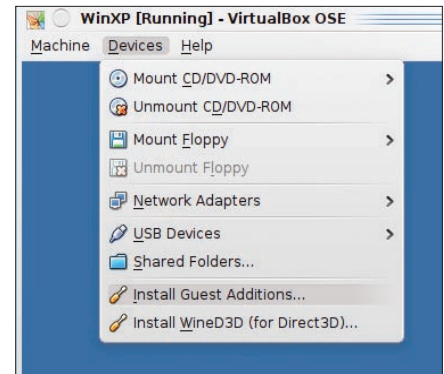 WinXP [Running] - VirtualBox OSE
Machine Devices Help
Mount CD/DVD-ROM
Unmount CD/DVD-ROM
Mount Floppy
Unmount Floppy
Network Adapters
USB Devices
Shared Folders...
Install Guest Additions...
Install WineD3D (for Direct3D)...